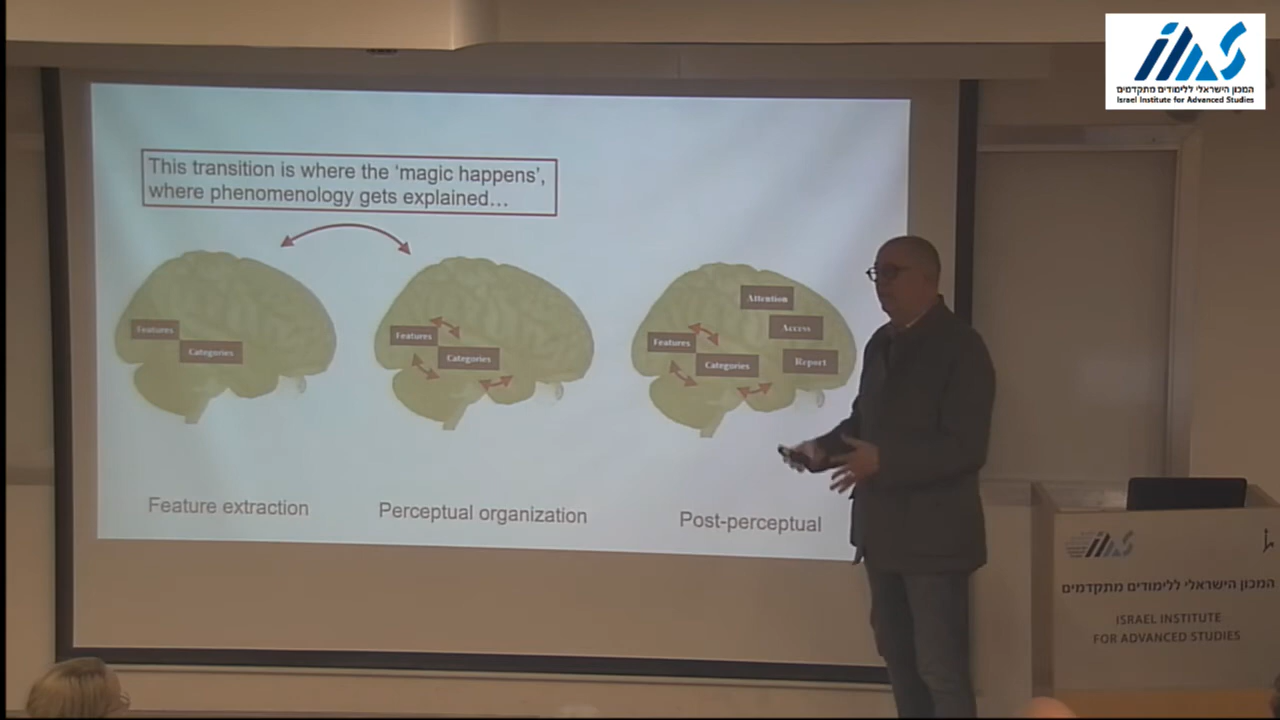 המכון הישראלי ללימודים מתקדמים
Israel Institute for Advanced Studies
This transition is where the ‘magic happens’,
where phenomenology gets explained…
Features
Categories
Features
Categories
Features
Categories
Attention
Access
Report
Feature extraction
Perceptual organization
Post-perceptual
המכון הישראלי ללימודים מתקדמים
ISRAEL INSTITUTE
FOR ADVANCED STUDIES